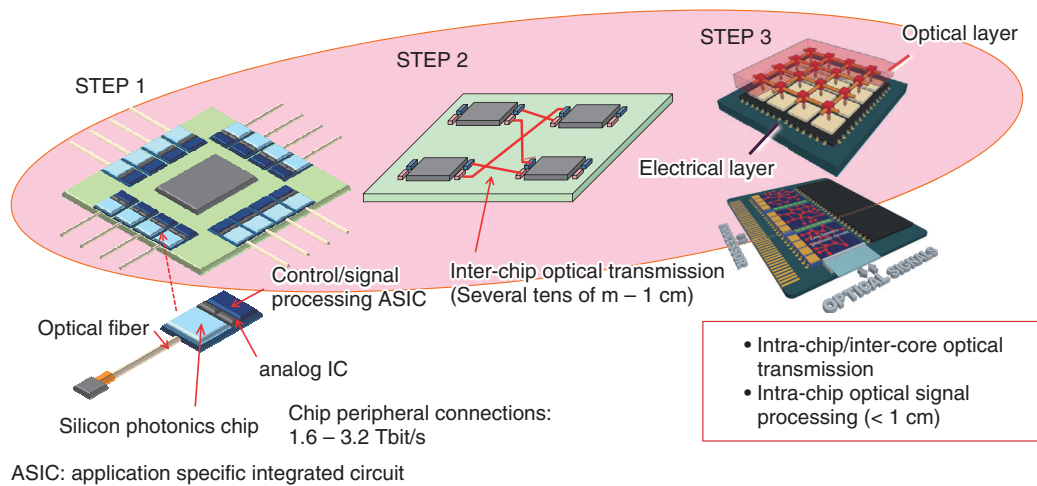 STEP 1
STEP 2
STEP 3
Optical layer
Electrical layer
Inter-chip optical transmission
(Several tens of m – 1 cm)
OPTICAL SIGNALS
Control/signal
processing ASIC
Optical fiber
analog IC
Silicon photonics chip
Chip peripheral connections:
1.6 – 3.2 Tbit/s
• Intra-chip/inter-core optical
transmission
• Intra-chip optical signal
processing (< 1 cm)
ASIC: application specific integrated circuit